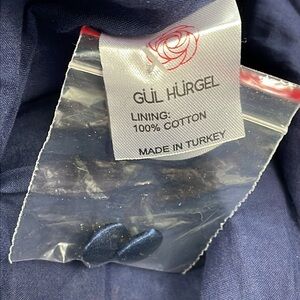 GÜL HÜRGEL
LINING:
100% COTTON
MADE IN TURKEY